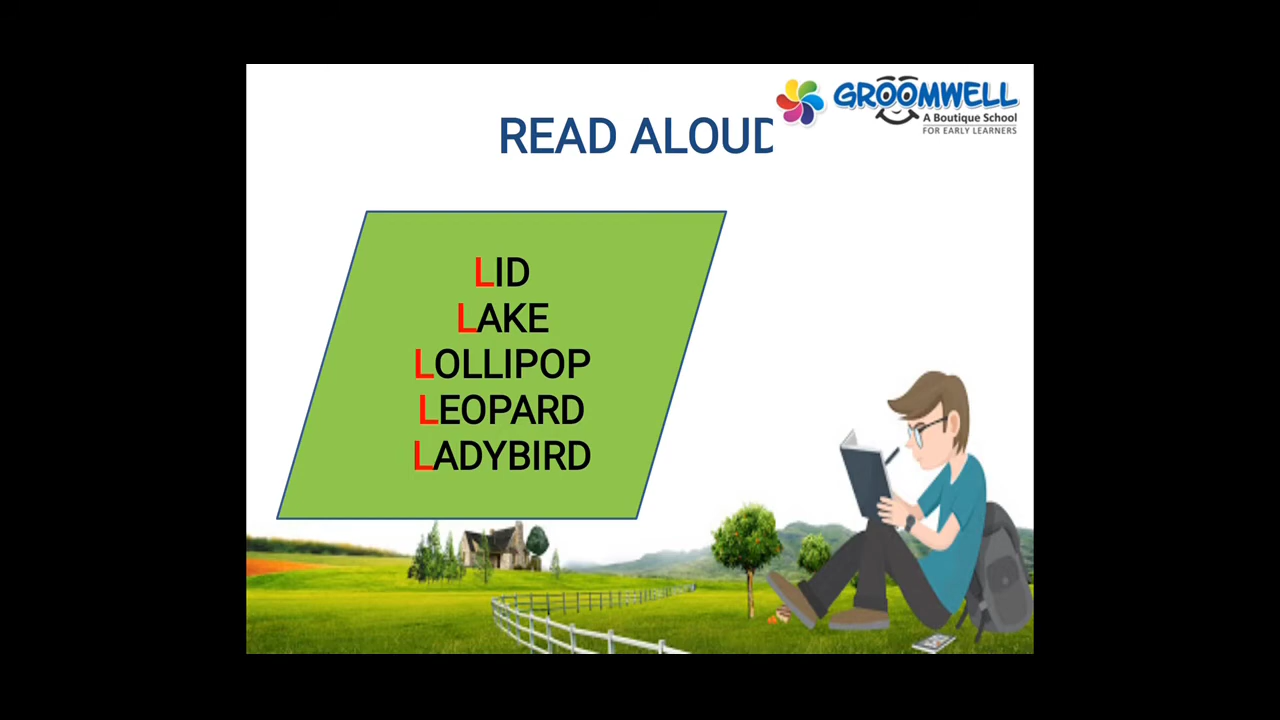 GROOMWELL
A Boutique School
FOR EARLY LEARNERS
READ ALOUD
LID
LAKE
LOLLIPOP
LEOPARD
LADYBIRD